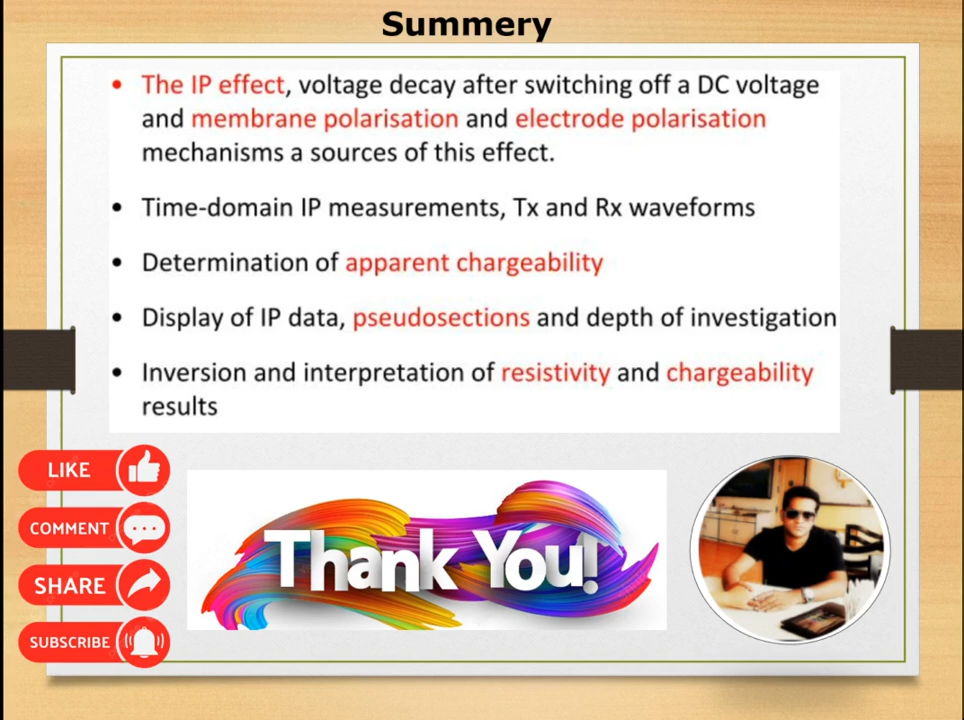 Summery
• The IP effect, voltage decay after switching off a DC voltage
and membrane polarisation and electrode polarisation
mechanisms a sources of this effect.
• Time-domain IP measurements, Tx and Rx waveforms
• Determination of apparent chargeability
• Display of IP data, pseudosections and depth of investigation
• Inversion and interpretation of resistivity and chargeability
results
LIKE
COMMENT
SHARE
SUBSCRIBE
Thank You!